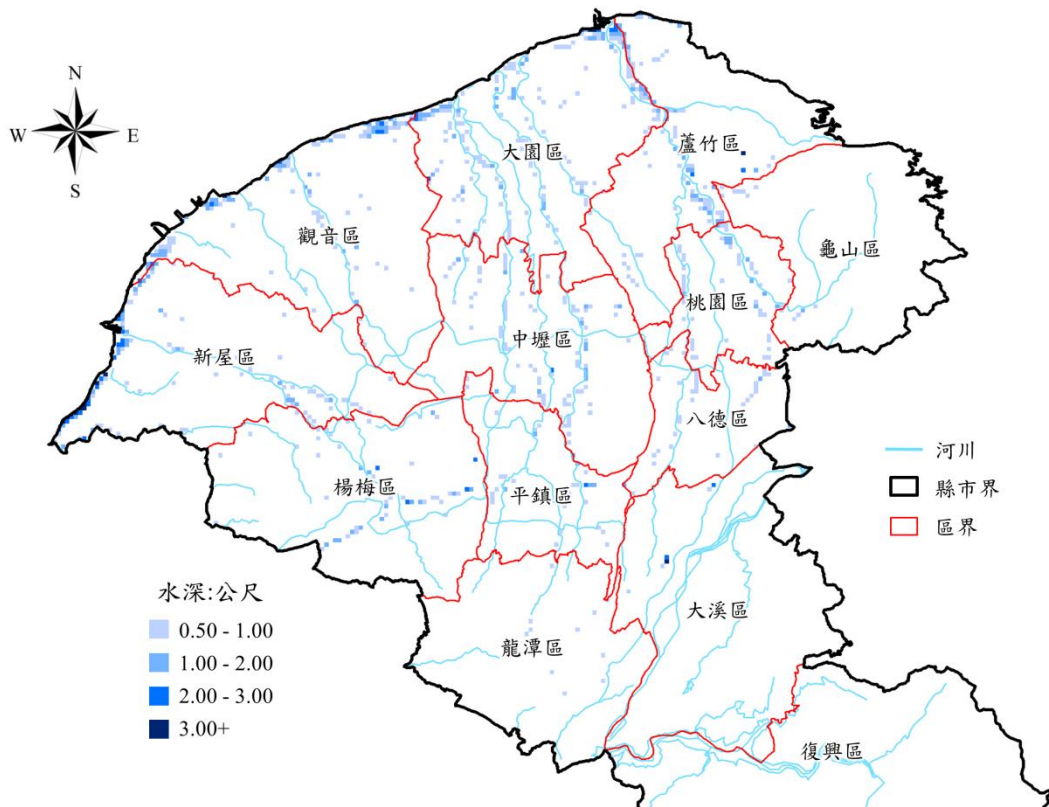 N
W
E
S
大園區
蘆竹區
觀音區
龜山區
桃園區
中壢區
新屋區
八德區
楊梅區
平鎮區
大溪區
龍潭區
復興區
河川
縣市界
區界
水深:公尺
0.50 - 1.00
1.00 - 2.00
2.00 - 3.00
3.00+